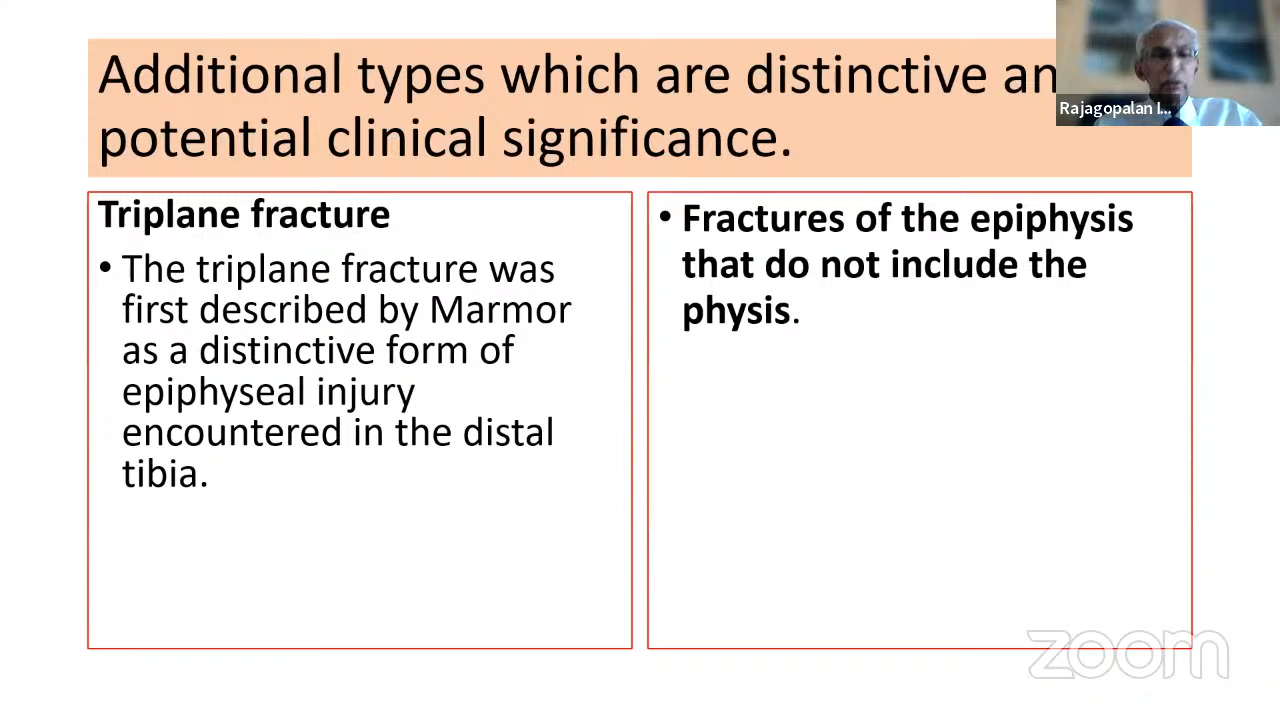 Additional types which are distinctive an
potential clinical significance.
Rajagopalan I...
Triplane fracture
• The triplane fracture was
first described by Marmor
as a distinctive form of
epiphyseal injury
encountered in the distal
tibia.
• Fractures of the epiphysis
that do not include the
physis.
zoom